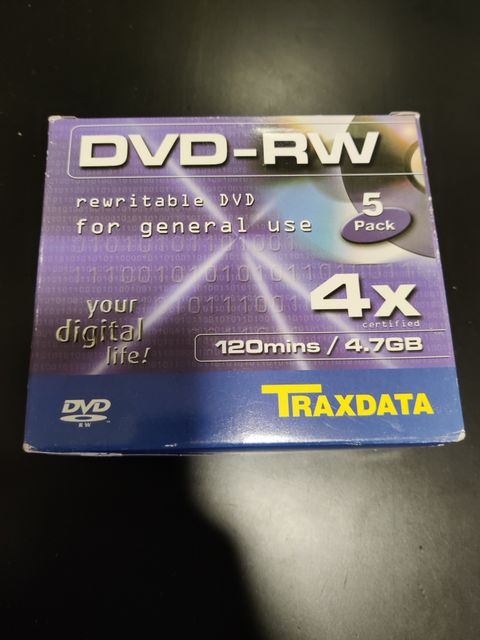 DVD-RW
rewritable DVD
for general use
5
Pack
your
digital
life!
4x
certified
120mins / 4.7GB
DVD
RW
TRAXDATA